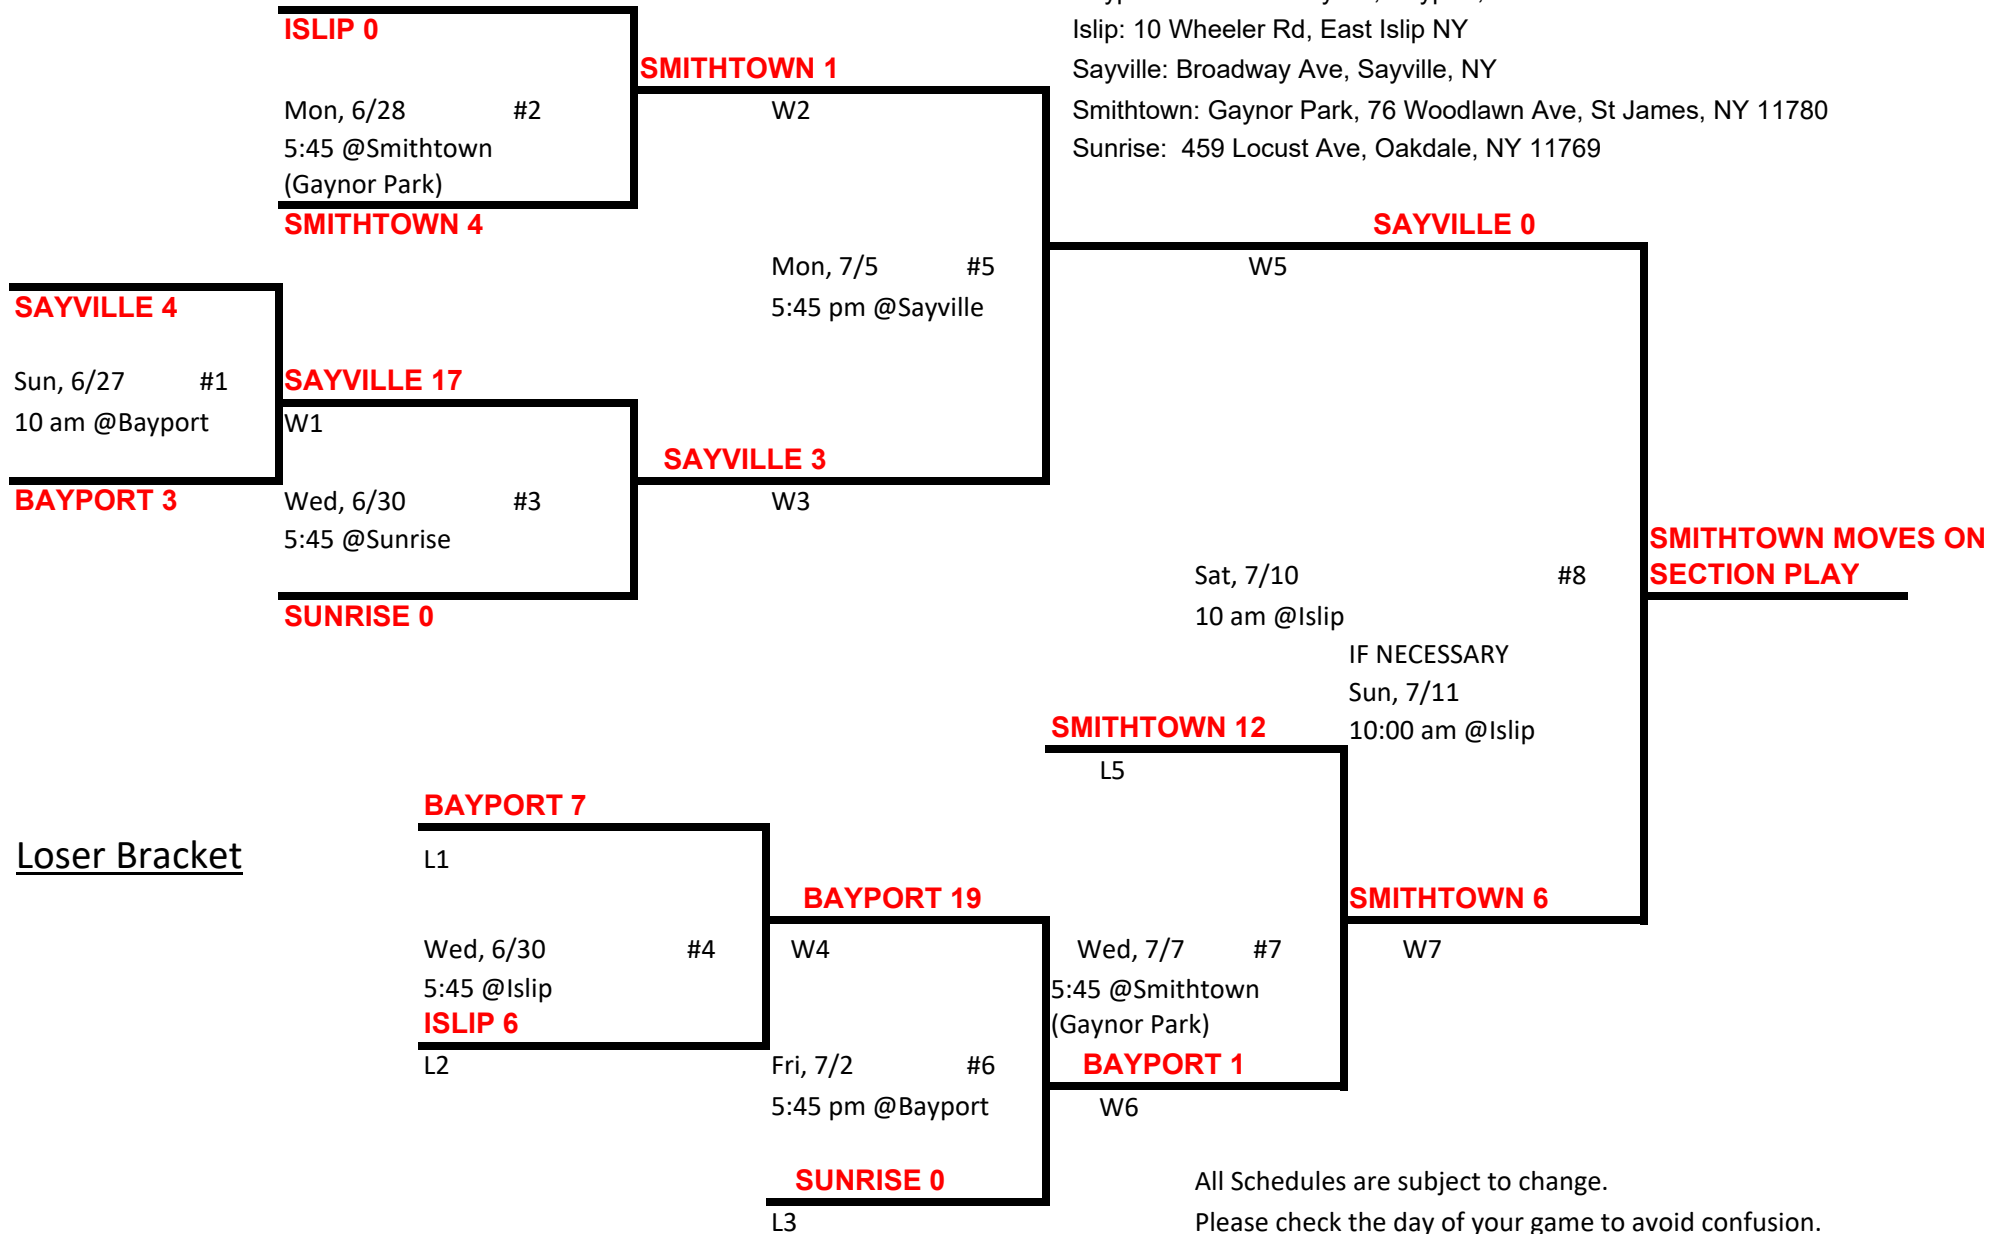 ISLIP 0
Islip: 10 Wheeler Rd, East Islip NY
SMITHTOWN 1
Sayville: Broadway Ave, Sayville, NY
Mon, 6/28 #2
W2
Smithtown: Gaynor Park, 76 Woodlawn Ave, St James, NY 11780
5:45 @Smithtown
Sunrise: 459 Locust Ave, Oakdale, NY 11769
(Gaynor Park)
SMITHTOWN 4
SAYVILLE 0
Mon, 7/5 #5
W5
SAYVILLE 4
5:45 pm @Sayville
Sun, 6/27 #1
SAYVILLE 17
10 am @Bayport
W1
SAYVILLE 3
BAYPORT 3
Wed, 6/30 #3
W3
5:45 @Sunrise
SMITHTOWN MOVES ON
SECTION PLAY
Sat, 7/10 #8
SUNRISE 0
10 am @Islip
IF NECESSARY
Sun, 7/11
SMITHTOWN 12
10:00 am @Islip
L5
BAYPORT 7
Loser Bracket
L1
BAYPORT 19
SMITHTOWN 6
Wed, 6/30 #4
W4
Wed, 7/7 #7
W7
5:45 @Islip
5:45 @Smithtown
ISLIP 6
(Gaynor Park)
L2
Fri, 7/2 #6
BAYPORT 1
5:45 pm @Bayport
W6
SUNRISE 0
All Schedules are subject to change.
L3
Please check the day of your game to avoid confusion.